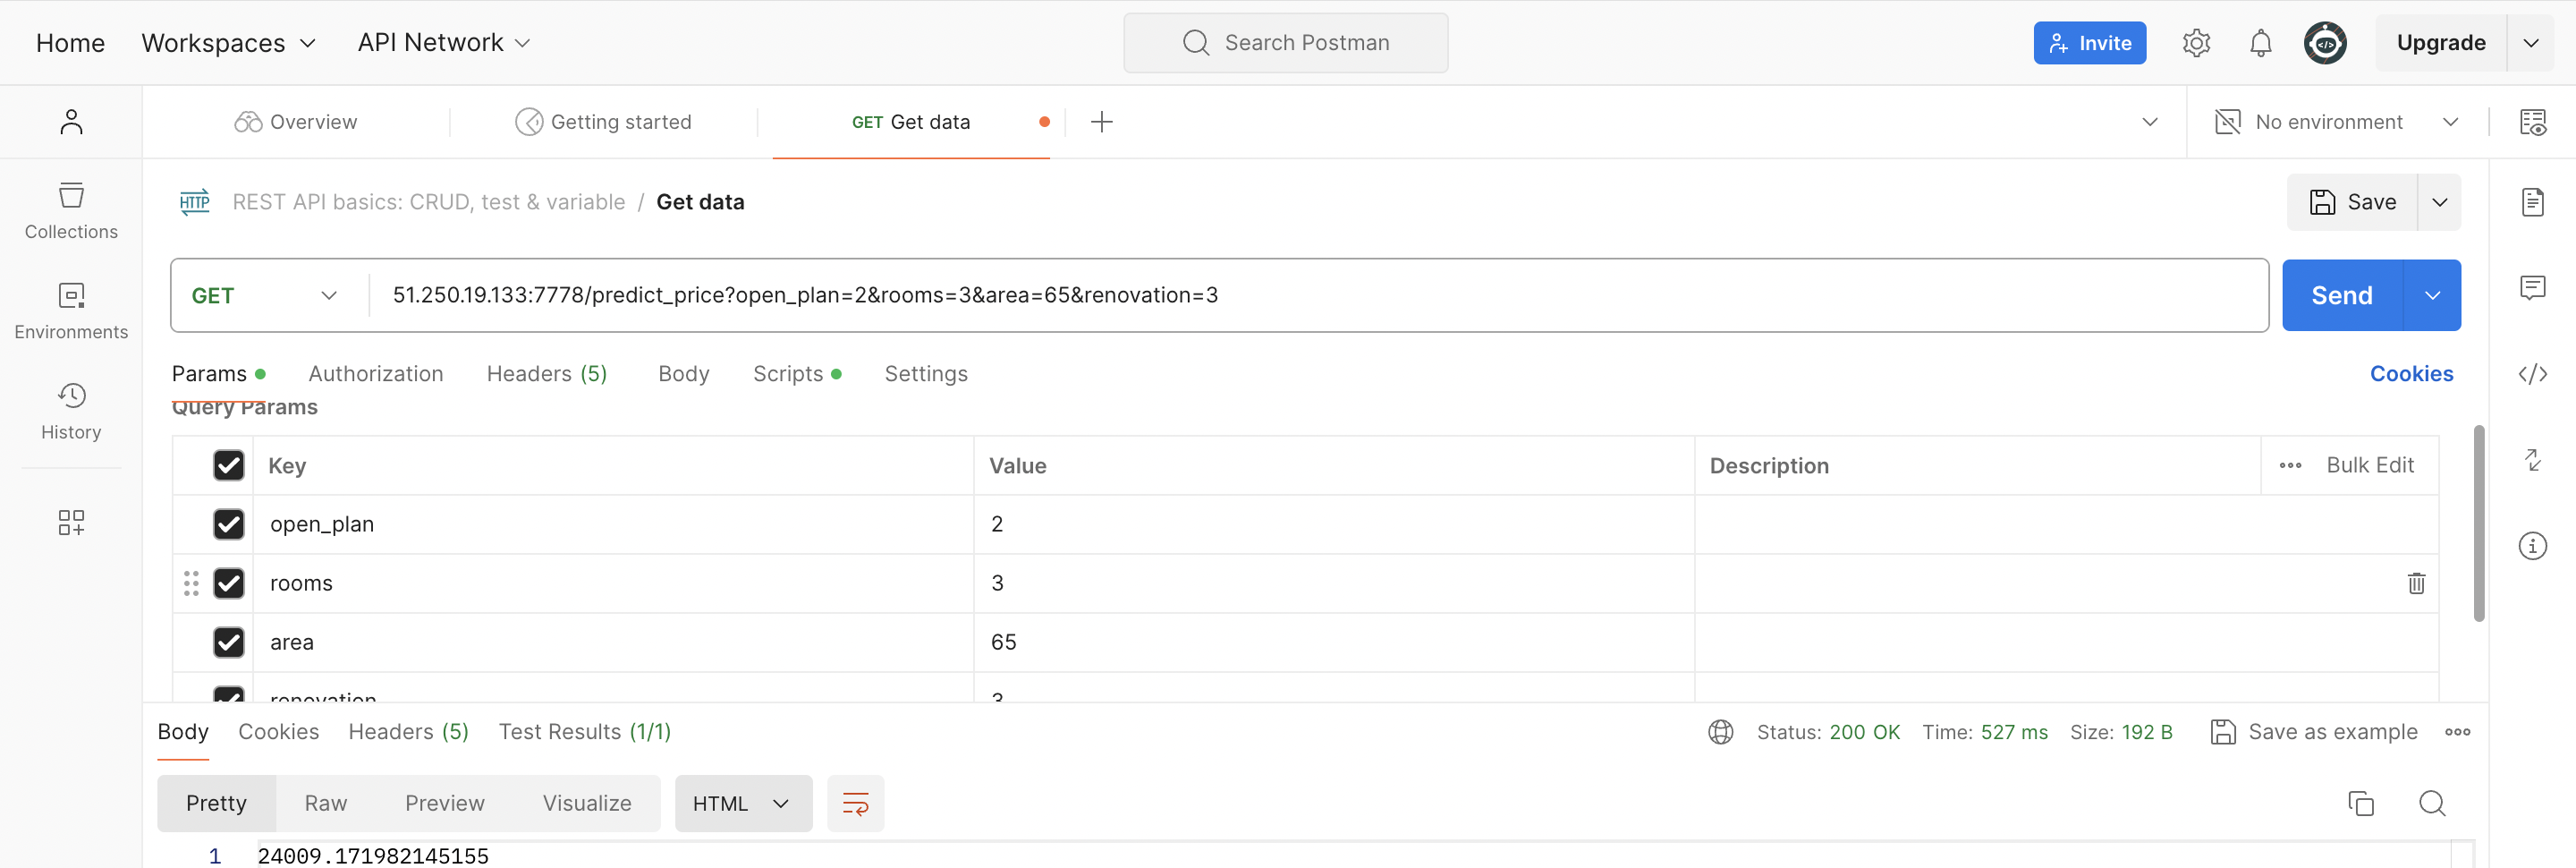 Home Workspaces API Network Search Postman Invite Upgrade
Overview Getting started GET Get data No environment
HTTP REST API basics: CRUD, test & variable / Get data Save
Collections
GET 51.250.19.133:7778/predict_price?open_plan=2&rooms=3&area=65&renovation=3 Send
Environments
Params Authorization Headers (5) Body Scripts Settings Cookies
Query Params
History
Key Value Description Bulk Edit
open_plan 2
rooms 3
area 65
renovation 3
Body Cookies Headers (5) Test Results (1/1) Status: 200 OK Time: 527 ms Size: 192 B Save as example
Pretty Raw Preview Visualize HTML
1 24009.171982145155